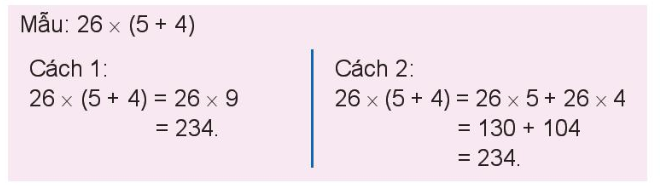 Mẫu: 26 × (5 + 4)
Cách 1:
26 × (5 + 4) = 26 × 9
= 234.
Cách 2:
26 × (5 + 4) = 26 × 5 + 26 × 4
= 130 + 104
= 234.